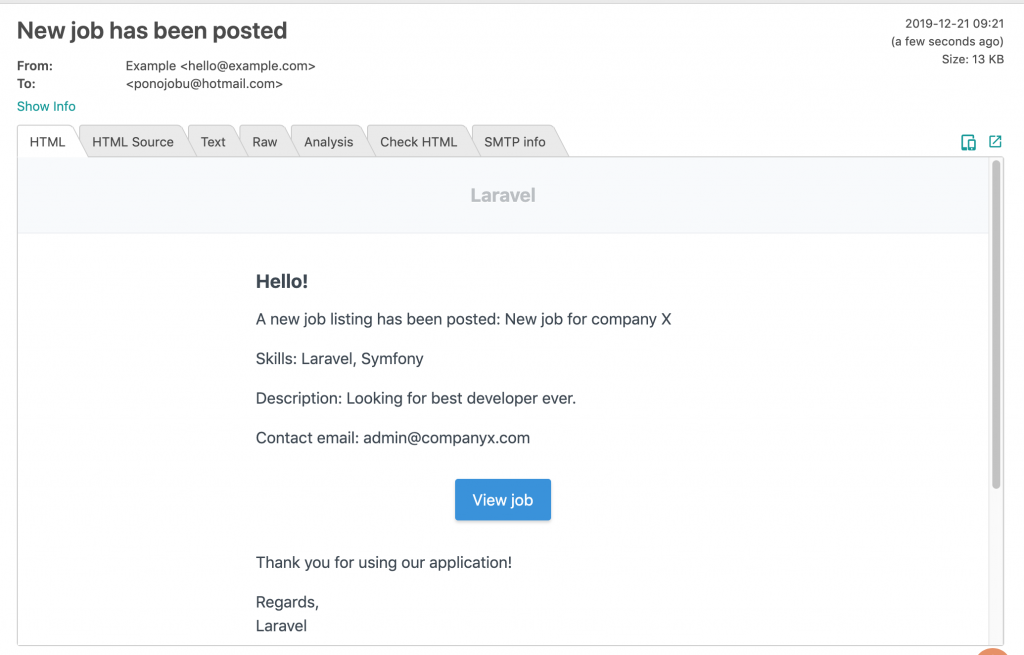 New job has been posted
2019-12-21 09:21
(a few seconds ago)
Size: 13 KB
From: Example <hello@example.com>
To: <ponojobu@hotmail.com>
Show Info
HTML HTML Source Text Raw Analysis Check HTML SMTP info
Laravel
Hello!
A new job listing has been posted: New job for company X
Skills: Laravel, Symfony
Description: Looking for best developer ever.
Contact email: admin@companyx.com
View job
Thank you for using our application!
Regards,
Laravel